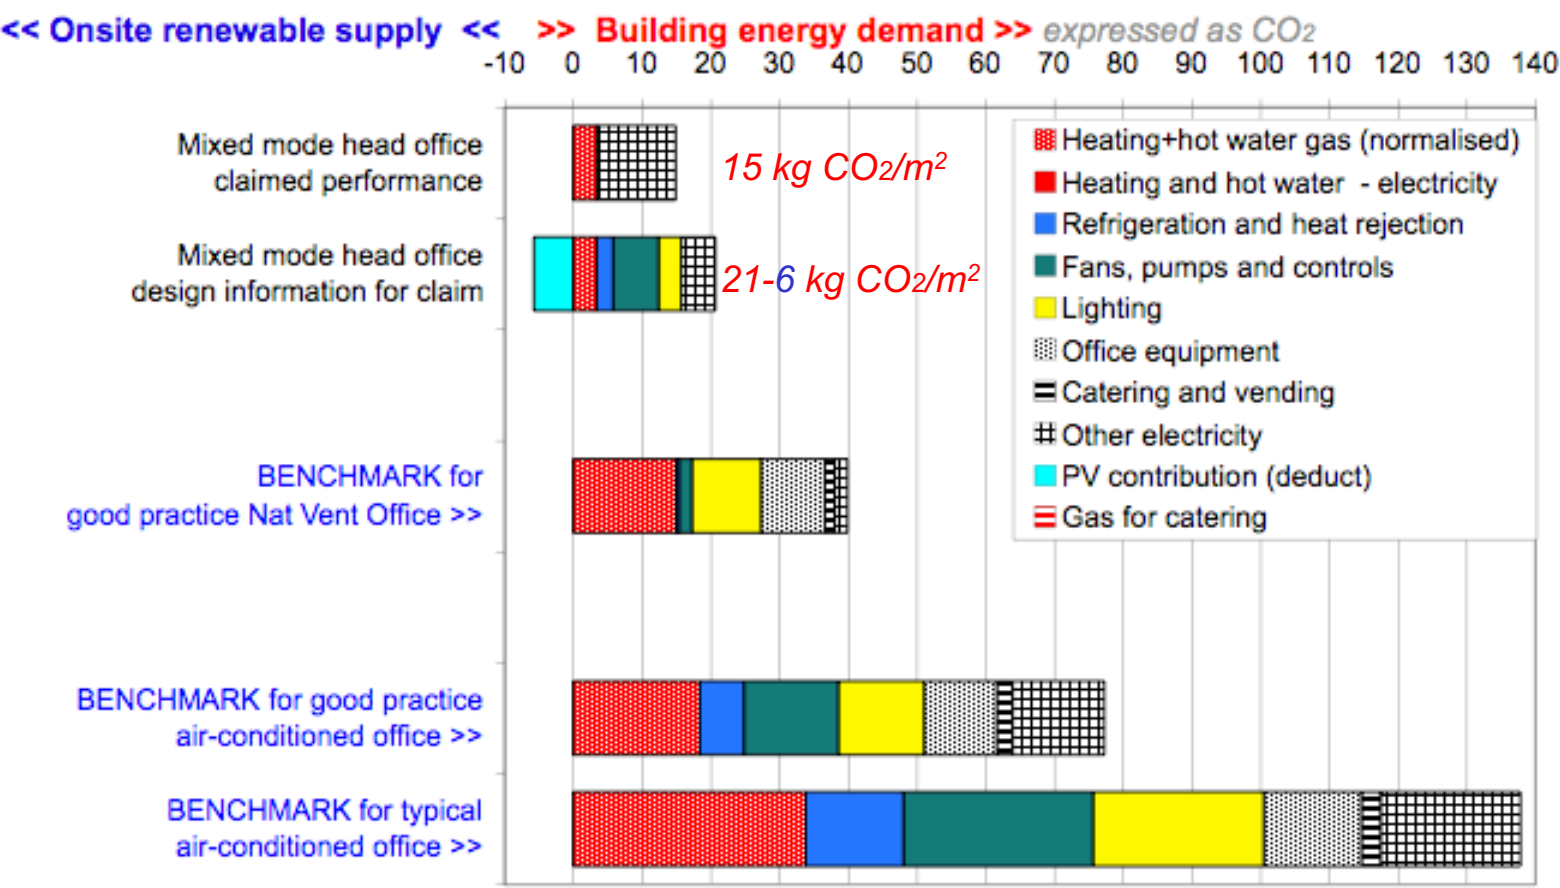 << Onsite renewable supply << >> Building energy demand >> expressed as CO2
-10 0 10 20 30 40 50 60 70 80 90 100 110 120 130 140
Mixed mode head office
claimed performance
15 kg CO2/m2
Mixed mode head office
design information for claim
21-6 kg CO2/m2
BENCHMARK for
good practice Nat Vent Office >>
BENCHMARK for good practice
air-conditioned office >>
BENCHMARK for typical
air-conditioned office >>
Heating+hot water gas (normalised)
Heating and hot water - electricity
Refrigeration and heat rejection
Fans, pumps and controls
Lighting
Office equipment
Catering and vending
Other electricity
PV contribution (deduct)
Gas for catering